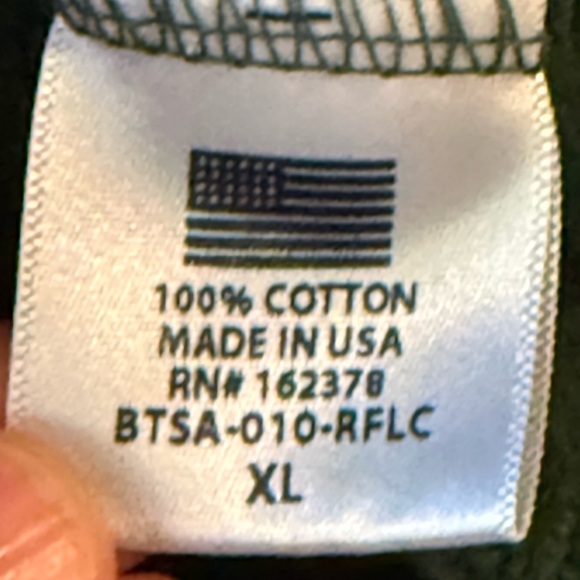 100% COTTON
MADE IN USA
RN# 162378
BTSA-010-RFLC
XL